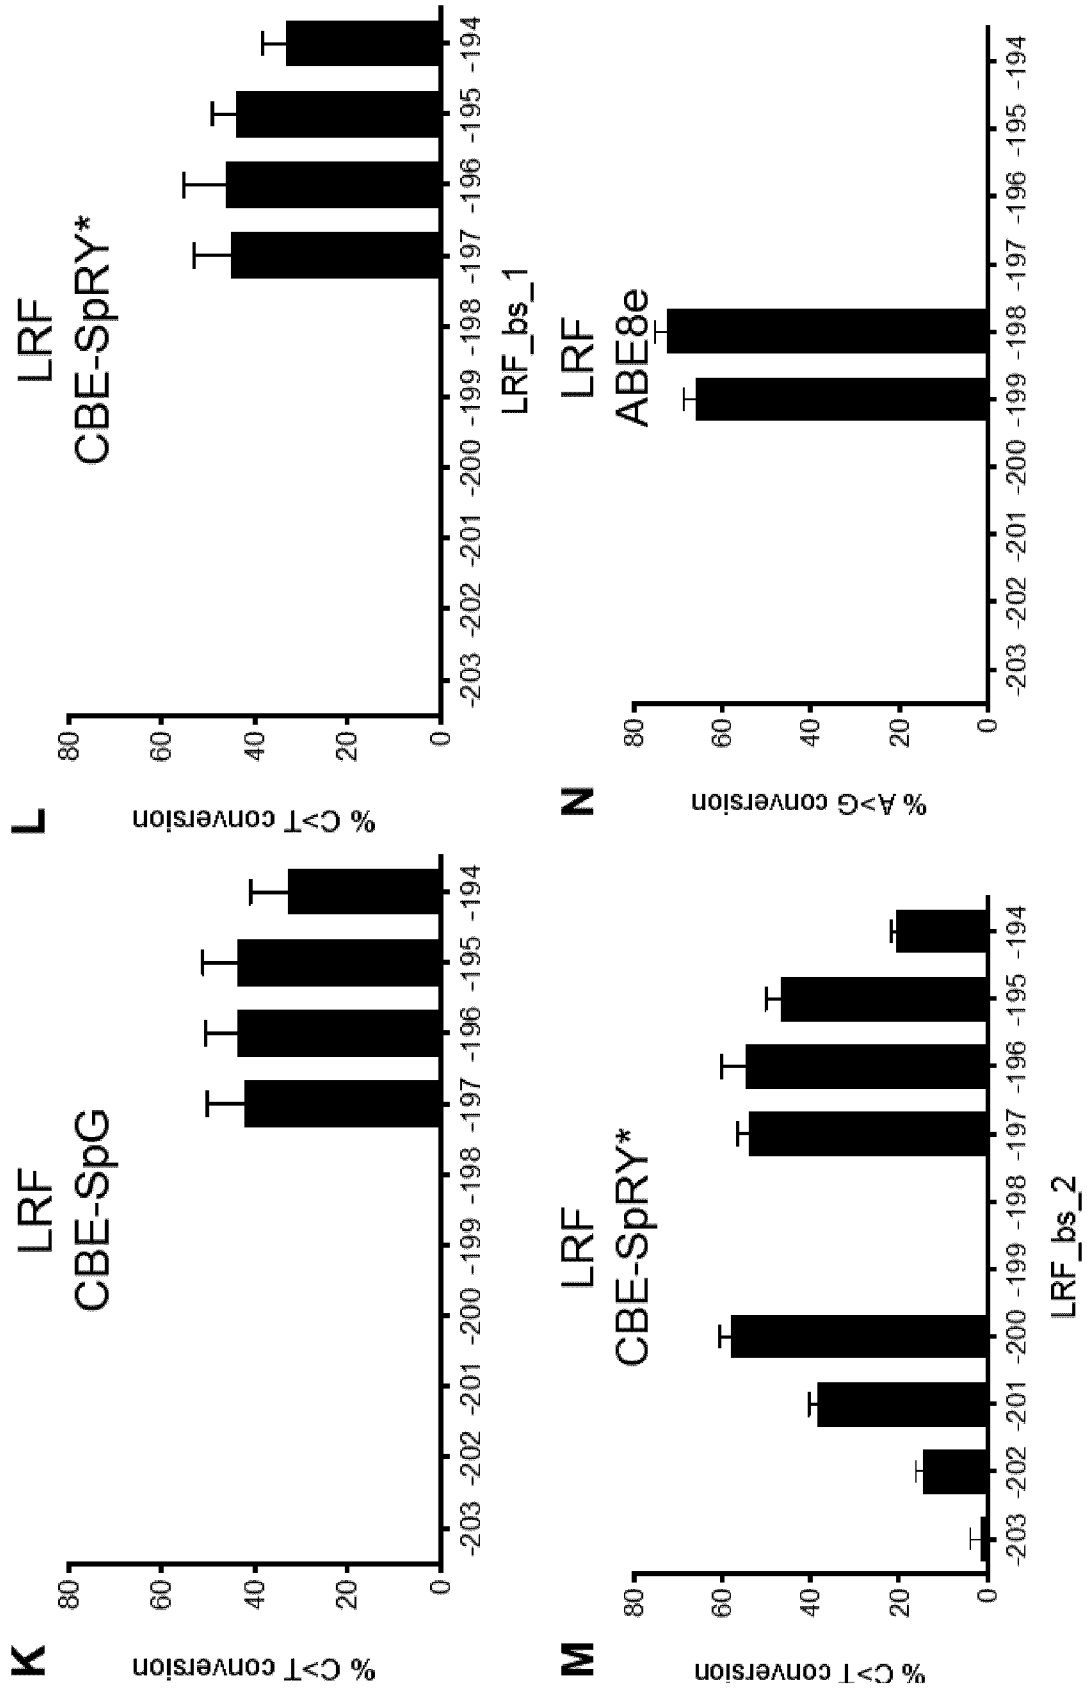 K
LRF
CBE-SpG
% C>T conversion
80
60
40
20
0
-203 -202 -201 -200 -199 -198 -197 -196 -195 -194
L
LRF
CBE-SpRY*
% C>T conversion
80
60
40
20
0
-203 -202 -201 -200 -199 -198 -197 -196 -195 -194
LRF_bs_1
M
LRF
CBE-SpRY*
% C>T conversion
80
60
40
20
0
-203 -202 -201 -200 -199 -198 -197 -196 -195 -194
LRF_bs_2
N
LRF
ABE8e
% A>G conversion
80
60
40
20
0
-203 -202 -201 -200 -199 -198 -197 -196 -195 -194